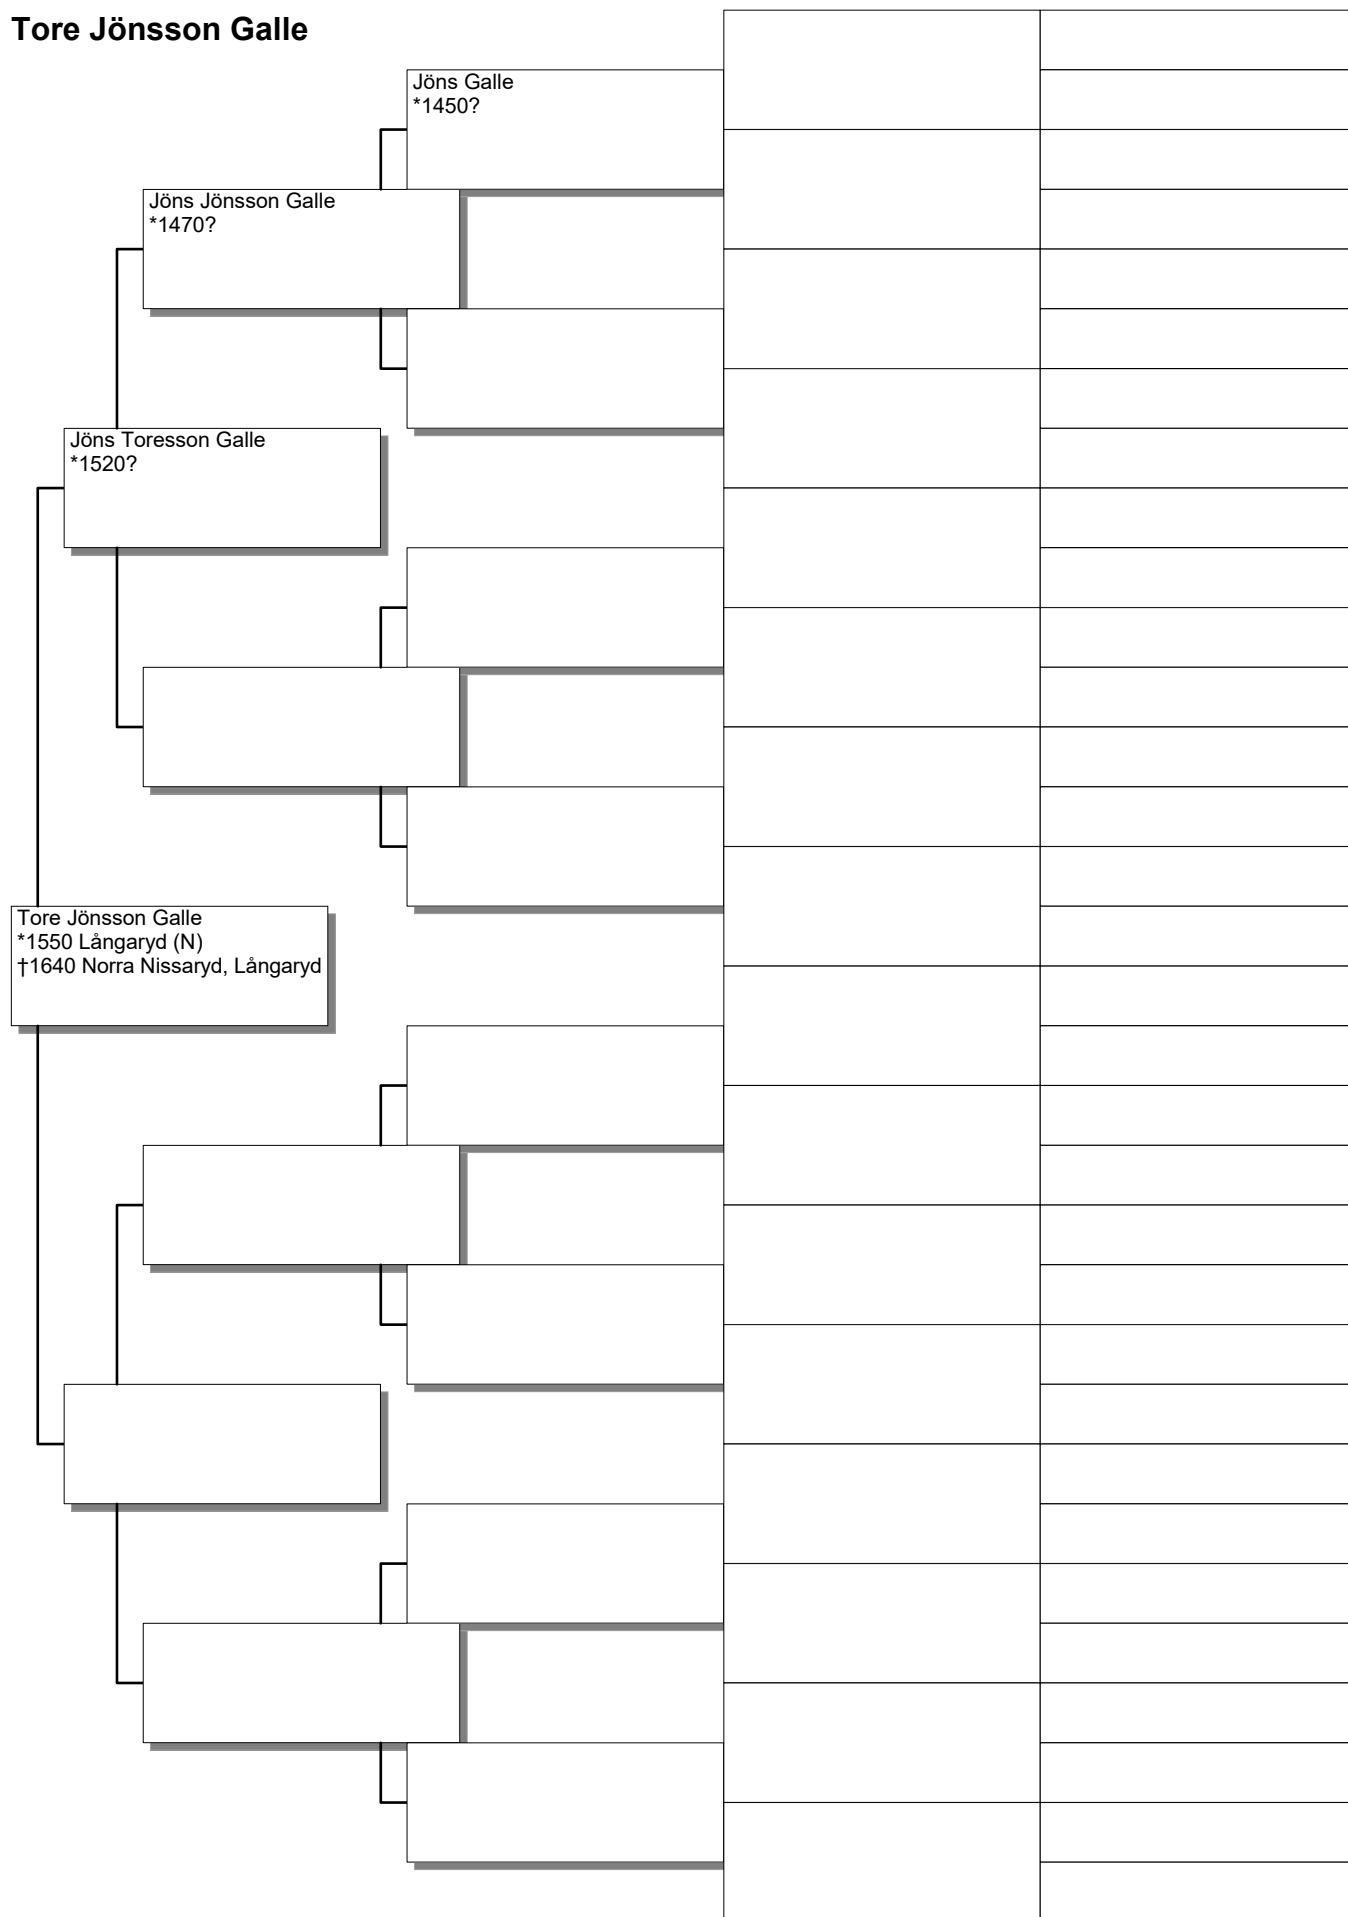 Tore Jönsson Galle
Jöns Galle
*1450?
Jöns Jönsson Galle
*1470?
Jöns Toresson Galle
*1520?
Tore Jönsson Galle
*1550 Långaryd (N)
†1640 Norra Nissaryd, Långaryd